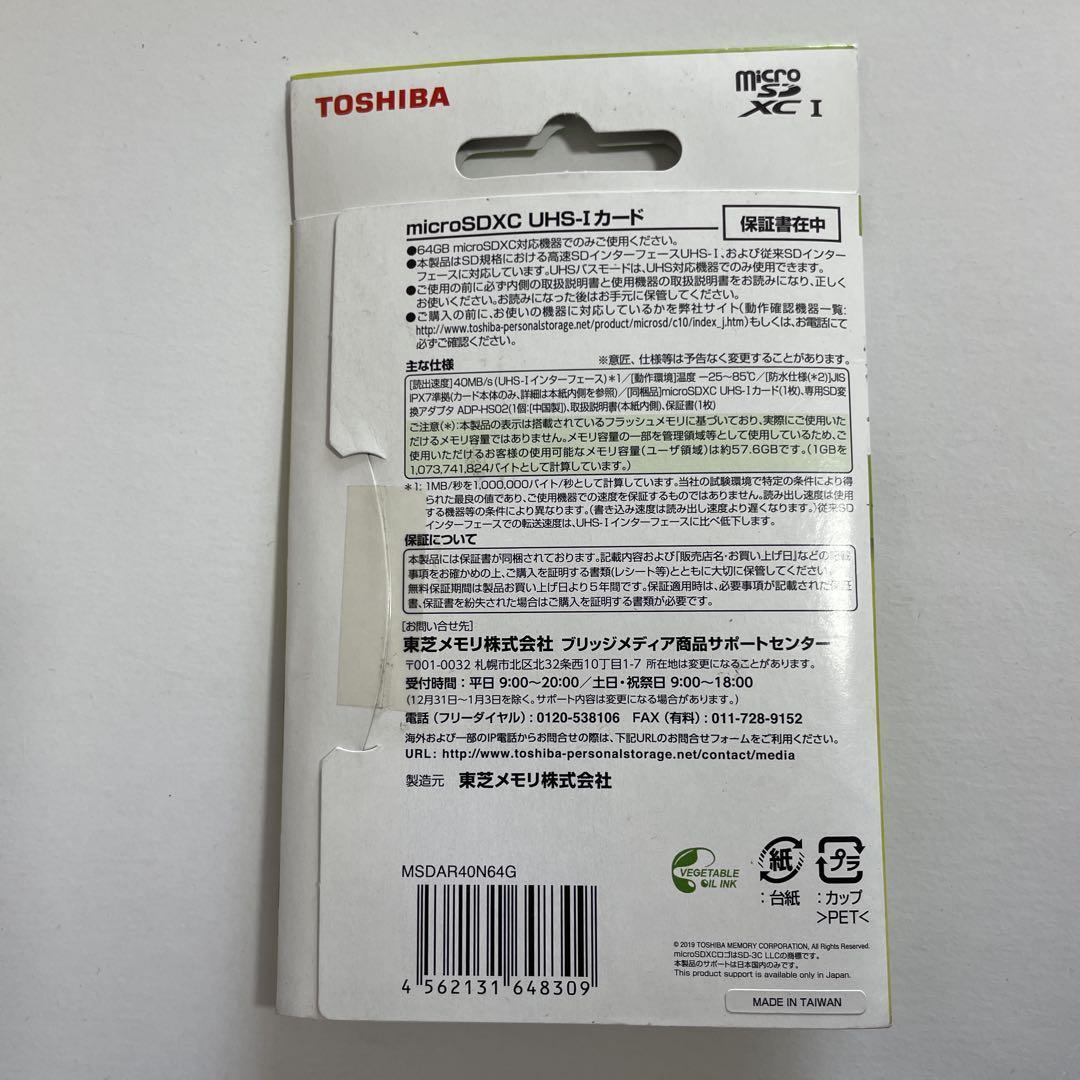 TOSHIBA
micro
SD
XC I
microSDXC UHS-Iカード
保証書在中
●64GB microSDXC対応機器でのみご使用ください。
●本製品はSD規格における高速SDインターフェースUHS-I、および従来SDインター
フェースに対応しています。UHSバスモードは、UHS対応機器でのみ使用できます。
●ご使用の前に必ず内側の取扱説明書と使用機器の取扱説明書をお読みになり、正しく
お使いください。お読みになった後はお手元に保管してください。
●ご購入の前に、お使いの機器に対応しているかを弊社サイト(動作確認機器一覧:
http://www.toshiba-personalstorage.net/product/microsd/c10/index_j.htm)もしくは、お電話にて
必ずご確認ください。
主な仕様
※意匠、仕様等は予告なく変更することがあります。
[読出速度]40MB/s(UHS-Iインターフェース)*1/[動作環境]温度 −25〜85℃/[防水仕様(*2)]JIS
IPX7準拠(カード本体のみ、詳細は本紙内側を参照)/[同梱品]microSDXC UHS-Iカード(1枚)、専用SD変
換アダプタ ADP-HS02(1個:[中国製])、取扱説明書(本紙内側)、保証書(1枚)
ご注意(*):本製品の表示は搭載されているフラッシュメモリに基づいており、実際にご使用いた
だけるメモリ容量ではありません。メモリ容量の一部を管理領域等として使用しているため、ご
使用いただけるお客様の使用可能なメモリ容量(ユーザ領域)は約57.6GBです。(1GBを
1,073,741,824バイトとして計算しています。)
*1: 1MB/秒を1,000,000バイト/秒として計算しています。当社の試験環境で特定の条件により得
られた最良の値であり、ご使用機器での速度を保証するものではありません。読み出し速度は使用
する機器等の条件により異なります。(書き込み速度は読み出し速度より遅くなります。)従来SD
インターフェースでの転送速度は、UHS-Iインターフェースに比べ低下します。
保証について
本製品には保証書が同梱されております。記載内容および『販売店名・お買い上げ日』などの記載
事項をお確かめの上、ご購入を証明する書類(レシート等)とともに大切に保管してください。
無料保証期間は製品お買い上げ日より5年間です。保証適用時は、必要事項が記載された保証
書、保証書を紛失された場合はご購入を証明する書類が必要です。
[お問い合せ先]
東芝メモリ株式会社 ブリッジメディア商品サポートセンター
〒001-0032 札幌市北区北32条西10丁目1-7 所在地は変更になることがあります。
受付時間:平日 9:00〜20:00/土日・祝祭日 9:00〜18:00
(12月31日〜1月3日を除く。サポート内容は変更になる場合があります。)
電話(フリーダイヤル):0120-538106 FAX(有料):011-728-9152
海外および一部のIP電話からお問合せの際は、下記URLのお問合せフォームをご利用ください。
URL: http://www.toshiba-personalstorage.net/contact/media
製造元 東芝メモリ株式会社
MSDAR40N64G
4 562131 648309
VEGETABLE
OIL INK
紙
:台紙
プラ
:カップ
>PET<
© 2019 TOSHIBA MEMORY CORPORATION, All Rights Reserved.
microSDXCロゴはSD-3C LLCの商標です。
本製品のサポートは日本国内のみです。
This product support is available only in Japan.
MADE IN TAIWAN